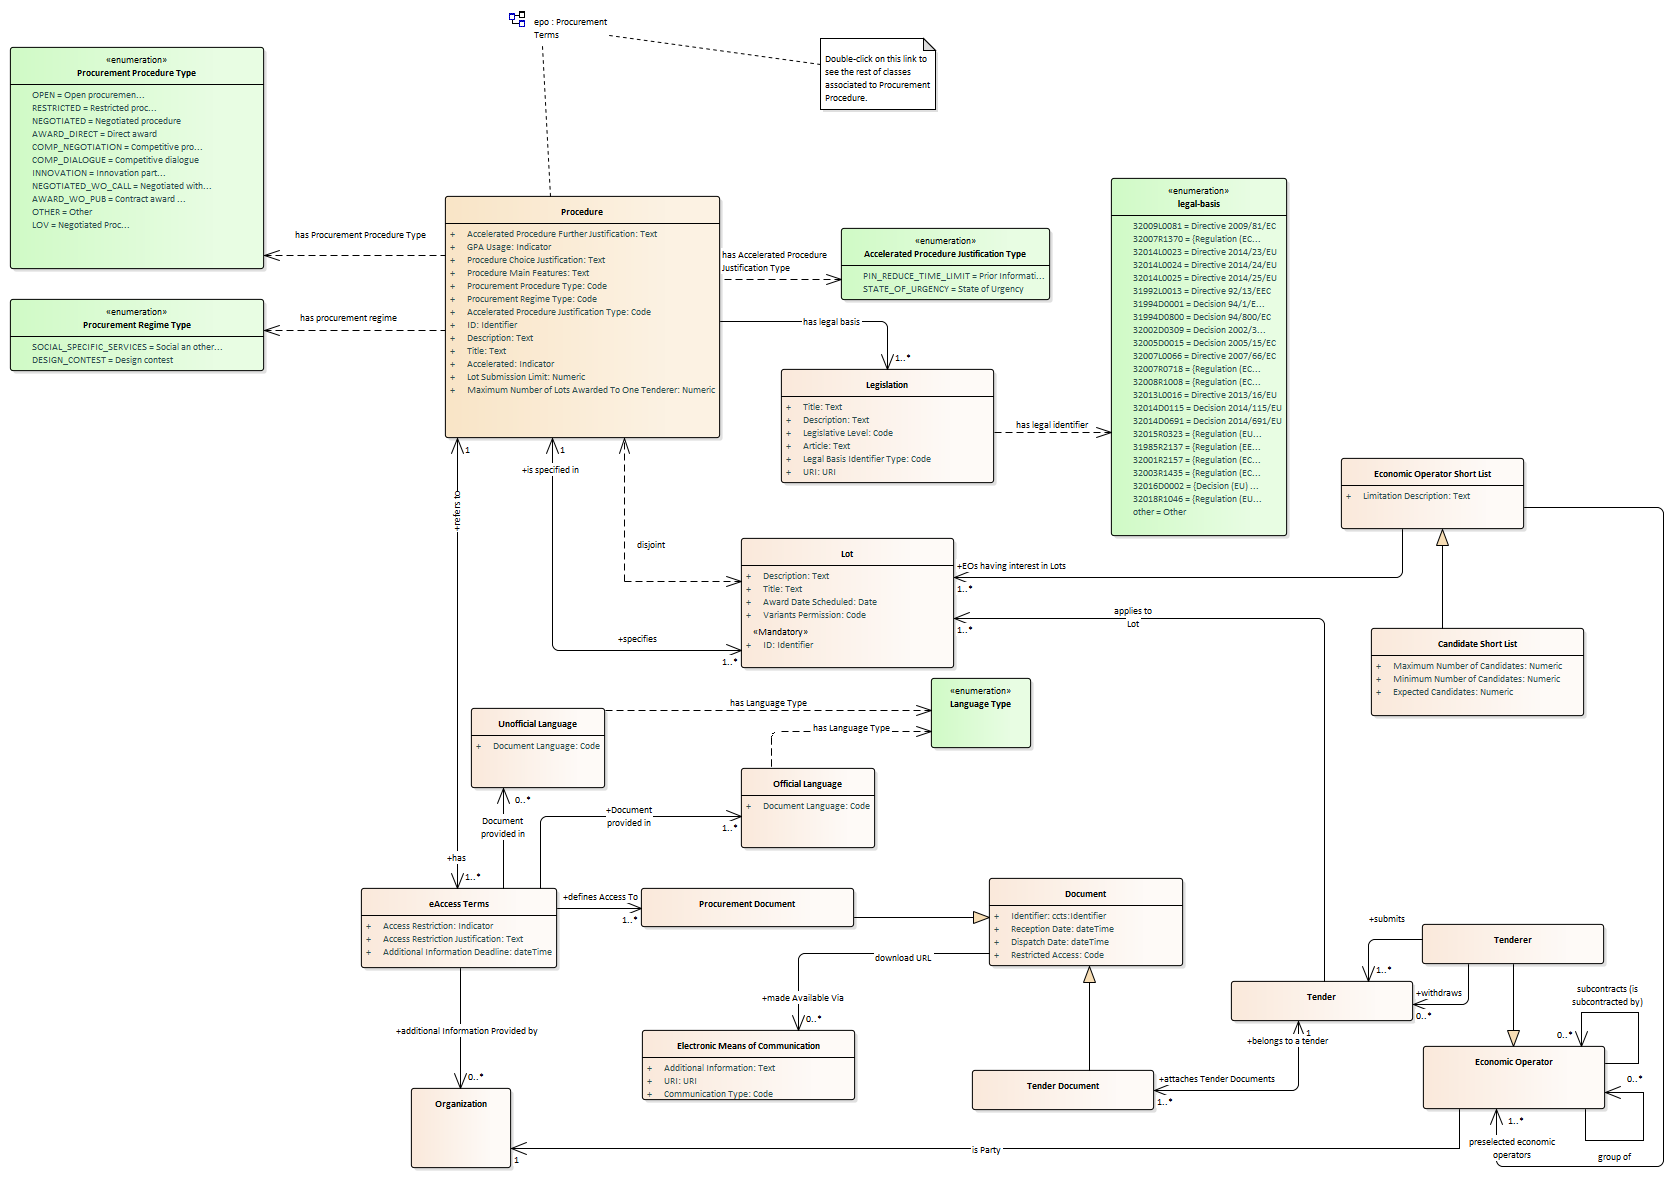 epo : Procurement
Terms
Double-click on this link to
see the rest of classes
associated to Procurement
Procedure.
«enumeration»
Procurement Procedure Type
OPEN = Open procuremen...
RESTRICTED = Restricted proc...
NEGOTIATED = Negotiated procedure
AWARD_DIRECT = Direct award
COMP_NEGOTIATION = Competitive pro...
COMP_DIALOGUE = Competitive dialogue
INNOVATION = Innovation part...
NEGOTIATED_WO_CALL = Negotiated with...
AWARD_WO_PUB = Contract award ...
OTHER = Other
LOV = Negotiated Proc...
has Procurement Procedure Type
«enumeration»
Procurement Regime Type
SOCIAL_SPECIFIC_SERVICES = Social an other...
DESIGN_CONTEST = Design contest
has procurement regime
Procedure
+ Accelerated Procedure Further Justification: Text
+ GPA Usage: Indicator
+ Procedure Choice Justification: Text
+ Procedure Main Features: Text
+ Procurement Procedure Type: Code
+ Procurement Regime Type: Code
+ Accelerated Procedure Justification Type: Code
+ ID: Identifier
+ Description: Text
+ Title: Text
+ Accelerated: Indicator
+ Lot Submission Limit: Numeric
+ Maximum Number of Lots Awarded To One Tenderer: Numeric
has Accelerated Procedure
Justification Type
«enumeration»
Accelerated Procedure Justification Type
PIN_REDUCE_TIME_LIMIT = Prior Informati...
STATE_OF_URGENCY = State of Urgency
has legal basis
1..*
Legislation
+ Title: Text
+ Description: Text
+ Legislative Level: Code
+ Article: Text
+ Legal Basis Identifier Type: Code
+ URI: URI
has legal identifier
«enumeration»
legal-basis
32009L0081 = Directive 2009/81/EC
32007R1370 = {Regulation (EC...
32014L0023 = Directive 2014/23/EU
32014L0024 = Directive 2014/24/EU
32014L0025 = Directive 2014/25/EU
31992L0013 = Directive 92/13/EEC
31994D0001 = Decision 94/1/E...
31994D0800 = Decision 94/800/EC
32002D0309 = Decision 2002/3...
32005D0015 = Decision 2005/15/EC
32007L0066 = Directive 2007/66/EC
32007R0718 = {Regulation (EC...
32008R1008 = {Regulation (EC...
32013L0016 = Directive 2013/16/EU
32014D0115 = Decision 2014/115/EU
32014D0691 = Decision 2014/691/EU
32015R0323 = {Regulation (EU...
31985R2137 = {Regulation (EE...
32001R2157 = {Regulation (EC...
32003R1435 = {Regulation (EC...
32016D0002 = {Decision (EU) ...
32018R1046 = {Regulation (EU...
other = Other
Economic Operator Short List
+ Limitation Description: Text
1
1
+is specified in
+refers to
disjoint
Lot
+ Description: Text
+ Title: Text
+ Award Date Scheduled: Date
+ Variants Permission: Code
«Mandatory»
+ ID: Identifier
+EOs having interest in Lots
1..*
applies to
Lot
1..*
+specifies
1..*
Candidate Short List
+ Maximum Number of Candidates: Numeric
+ Minimum Number of Candidates: Numeric
+ Expected Candidates: Numeric
has Language Type
«enumeration»
Language Type
Unofficial Language
+ Document Language: Code
has Language Type
Official Language
+ Document Language: Code
0..*
Document
provided in
+Document
provided in
1..*
+has
1..*
eAccess Terms
+ Access Restriction: Indicator
+ Access Restriction Justification: Text
+ Additional Information Deadline: dateTime
+defines Access To
1..*
Procurement Document
Document
+ Identifier: ccts:Identifier
+ Reception Date: dateTime
+ Dispatch Date: dateTime
+ Restricted Access: Code
download URL
+made Available Via
0..*
Electronic Means of Communication
+ Additional Information: Text
+ URI: URI
+ Communication Type: Code
+additional Information Provided by
0..*
Organization
1
is Party
Tender Document
+attaches Tender Documents
1..*
+belongs to a tender
1
Tender
+submits
1..*
Tenderer
+withdraws
0..*
subcontracts (is
subcontracted by)
0..*
Economic Operator
0..*
1..*
preselected economic
operators
group of